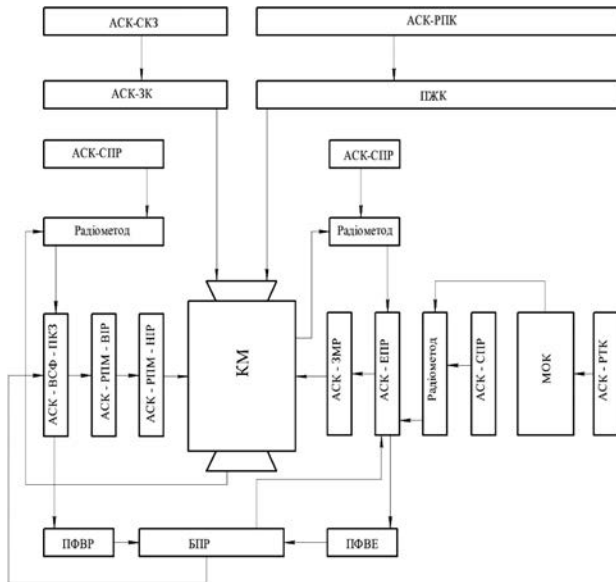 АСК-СКЗ
АСК-РПК
АСК-ЗК
ПЖК
АСК-СПР
АСК-СПР
Радіометод
Радіометод
АСК - ВСФ - ПКЗ
АСК - РПМ - ВІР
АСК - РПМ - НІР
КМ
АСК - ЗМР
АСК - ЕПР
Радіометод
АСК - СПР
МОК
АСК - РТК
ПФВР
БПР
ПФВЕ